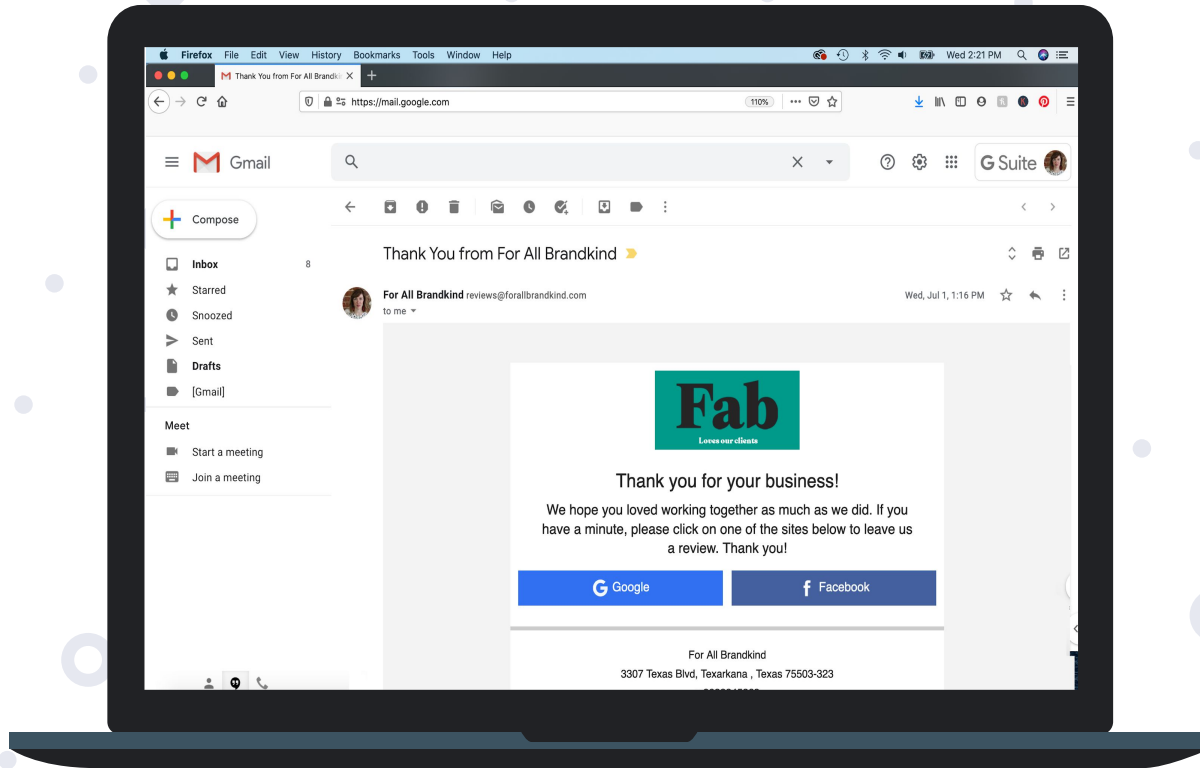 Firefox File Edit View History Bookmarks Tools Window Help
Wed 2:21 PM
Thank You from For All Brandki
https://mail.google.com
110%
Gmail
G Suite
Compose
Thank You from For All Brandkind
Inbox 8
Starred
Snoozed
Sent
Drafts
[Gmail]
Meet
Start a meeting
Join a meeting
For All Brandkind reviews@forallbrandkind.com
Wed, Jul 1, 1:16 PM
to me
Fab
Loves our clients
Thank you for your business!
We hope you loved working together as much as we did. If you
have a minute, please click on one of the sites below to leave us
a review. Thank you!
G Google
f Facebook
For All Brandkind
3307 Texas Blvd, Texarkana , Texas 75503-323